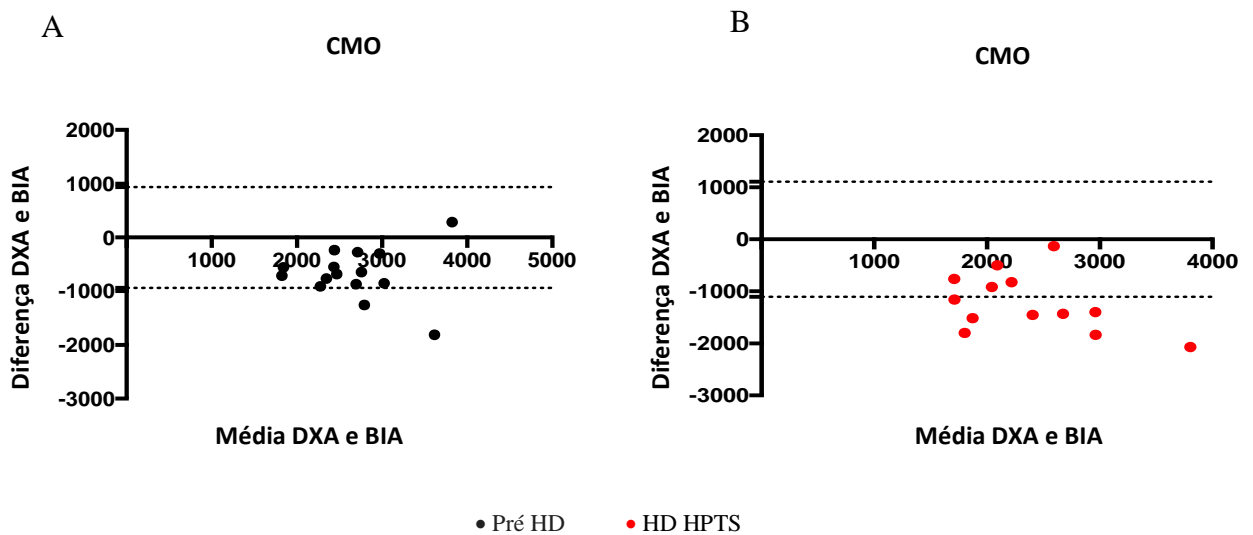 A
CMO
2000
1000
0
-1000
-2000
-3000
1000 2000 3000 4000 5000
Diferença DXA e BIA
Média DXA e BIA
B
CMO
2000
1000
0
-1000
-2000
-3000
1000 2000 3000 4000
Diferença DXA e BIA
Média DXA e BIA
Pré HD
HD HPTS